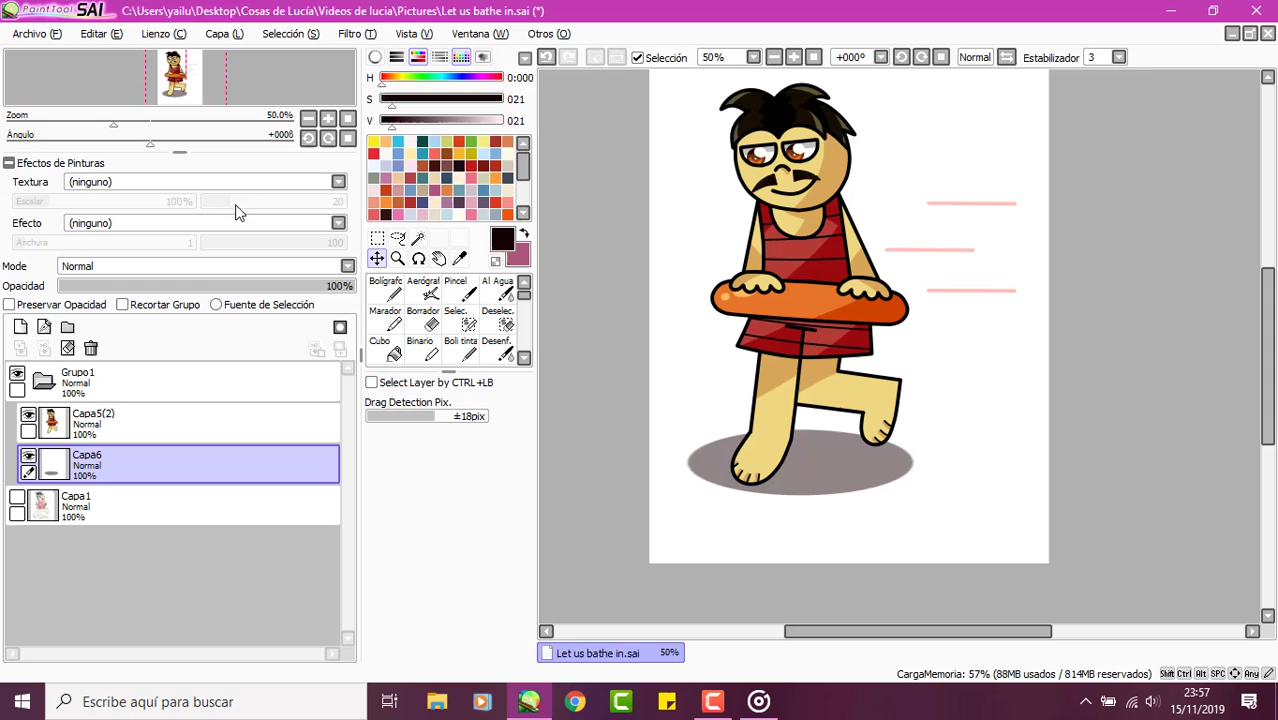 PaintTool SAI C:\Users\yailu\Desktop\Cosas de Lucía\Videos de lucia\Pictures\Let us bathe in.sai (*)
Archivo (F) Editar (E) Lienzo (C) Capa (L) Selección (S) Filtro (T) Vista (V) Ventana (W) Otros (O)
Selección 50% +000º Normal Estabilizador 3
H 0:000
S 021
V 021
Zoom 50.0%
Ángulo +000ß
Efectos de Pinturas
Textura (ninguno)
Escalar 100% 20
Efecto (ninguno)
Anchura 1 100
Mode Normal
Opacidad 100%
Prservar Opacidad Recortar Grupo Fuente de Selección
Bolígrafo Aerógraf Pincel Al Agua
Marador Borrador Selec. Deselec.
Cubo Binario Boli tinta Desenf.
Select Layer by CTRL+LB
Drag Detection Pix.
±18pix
Grupo1
Normal
100%
Capa5(2)
Normal
100%
Capa6
Normal
100%
Capa1
Normal
100%
Let us bathe in.sai 50%
CargaMemoria: 57% (88MB usados / 814MB reservados) Shift Ctrl Alt SPC Any
Escribe aquí para buscar
23:57
15/11/2019